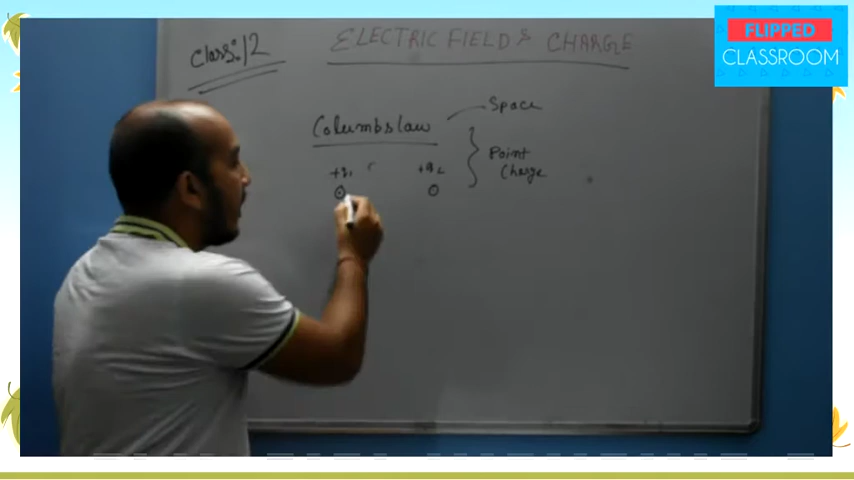 FLIPPED
CLASSROOM
Class: 12
ELECTRIC FIELD & CHARGE
Columbs law
Space
+q1 r +q2
Point
Charge